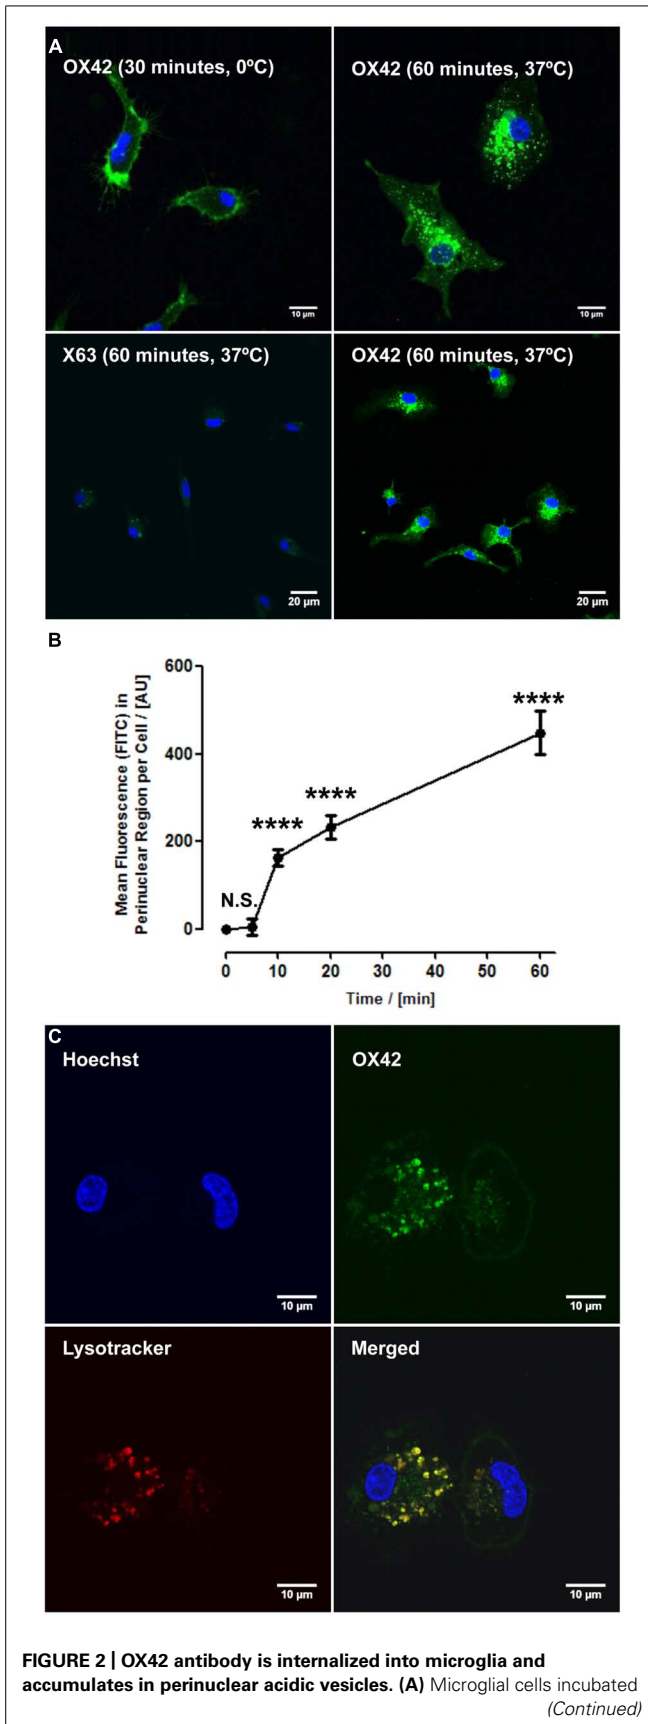 A
OX42 (30 minutes, 0ºC)
OX42 (60 minutes, 37ºC)
10 µm
10 µm
X63 (60 minutes, 37ºC)
OX42 (60 minutes, 37ºC)
20 µm
20 µm
B
Mean Fluorescence (FITC) in
Perinuclear Region per Cell / [AU]
600
400
200
0
N.S.
****
****
****
0 10 20 30 40 50 60
Time / [min]
C
Hoechst
OX42
10 µm
10 µm
Lysotracker
Merged
10 µm
10 µm
FIGURE 2 | OX42 antibody is internalized into microglia and
accumulates in perinuclear acidic vesicles. (A) Microglial cells incubated
(Continued)